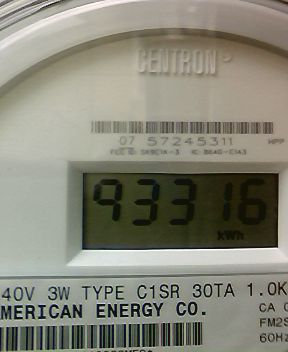 CENTRON
07 57245311 HPP
93316
kWh
40V 3W TYPE C1SR 30TA 1.0K
MERICAN ENERGY CO.
CA 0
FM2S
60Hz